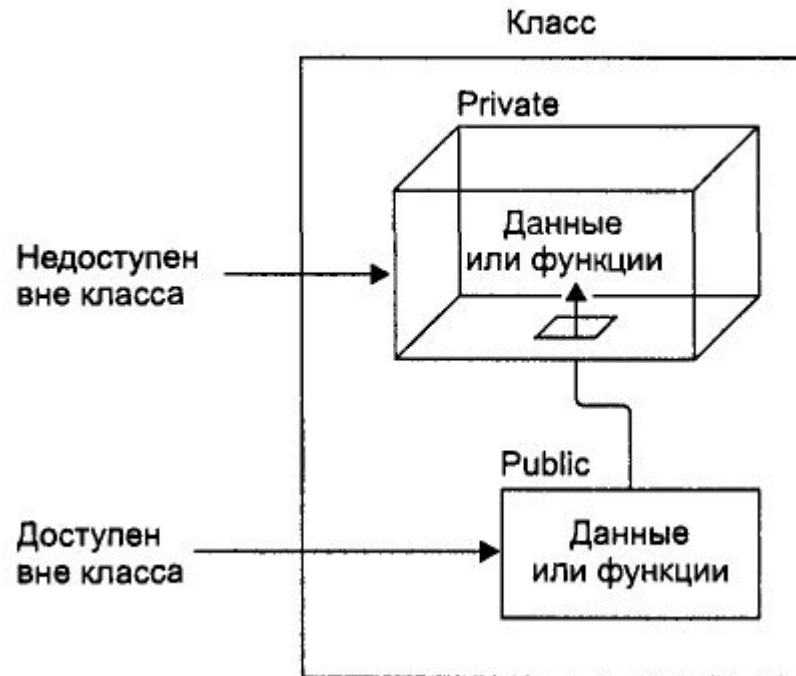 Класс
Private
Данные
или функции
Недоступен
вне класса
Public
Данные
или функции
Доступен
вне класса